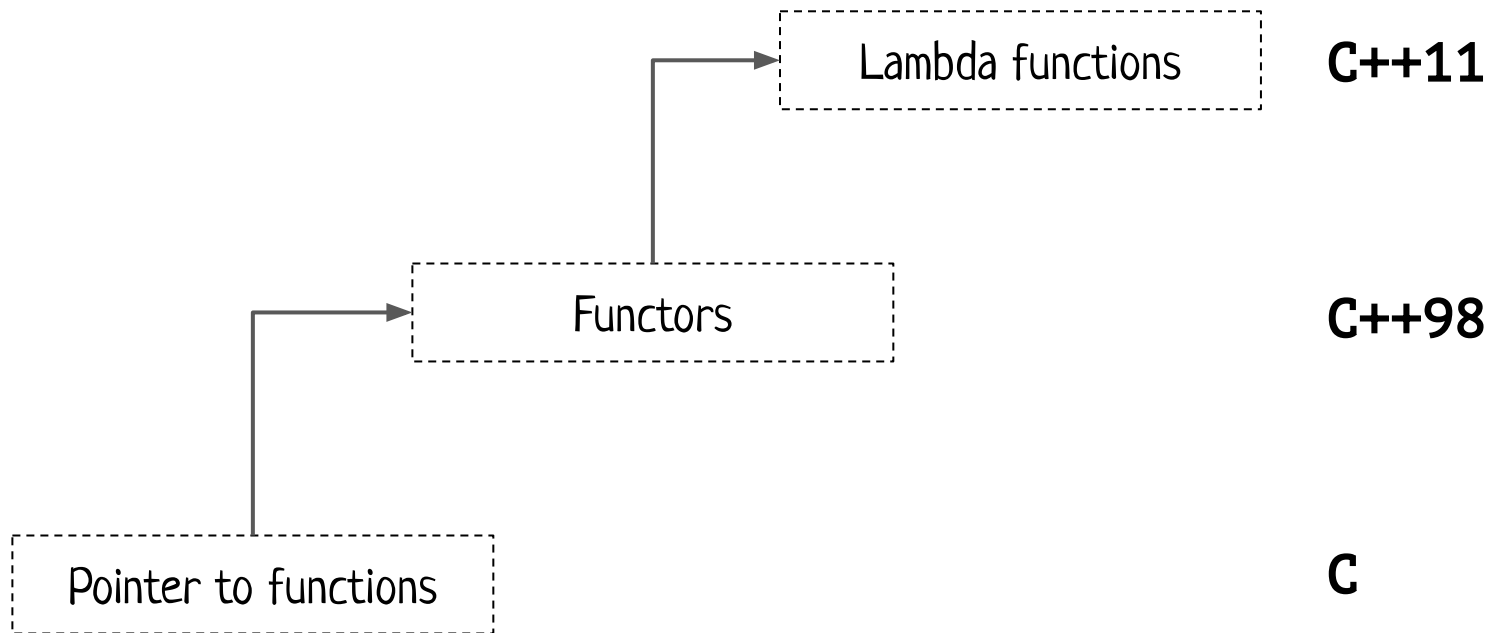 Lambda functions
C++11
Functors
C++98
Pointer to functions
C